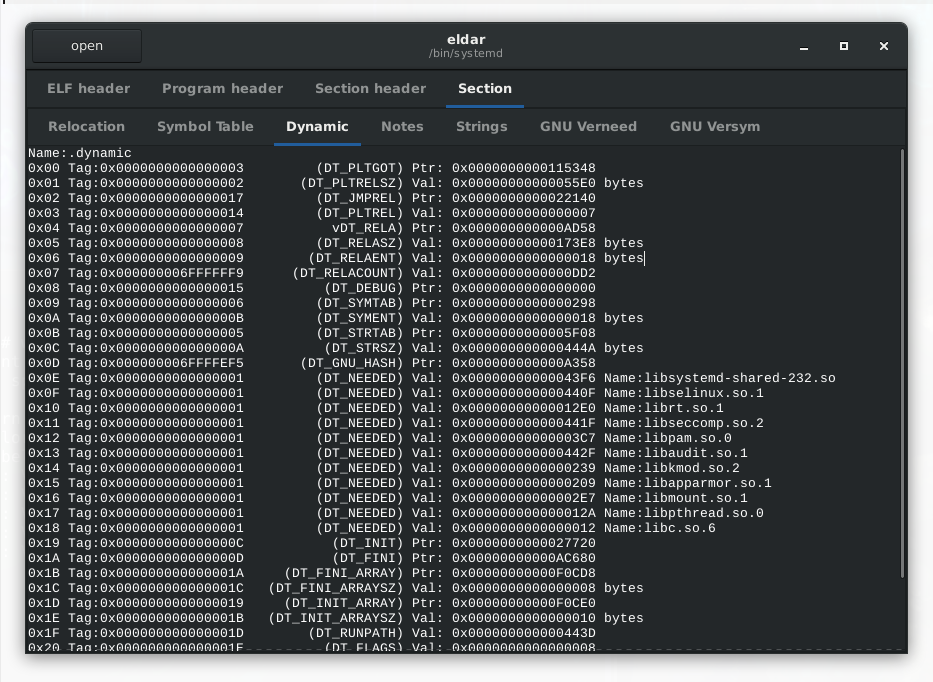 open
eldar
/bin/systemd
ELF header Program header Section header Section
Relocation Symbol Table Dynamic Notes Strings GNU Verneed GNU Versym
Name:.dynamic
0x00 Tag:0x0000000000000003 (DT_PLTGOT) Ptr: 0x0000000000115348
0x01 Tag:0x0000000000000002 (DT_PLTRELSZ) Val: 0x00000000000055E0 bytes
0x02 Tag:0x0000000000000017 (DT_JMPREL) Ptr: 0x0000000000022140
0x03 Tag:0x0000000000000014 (DT_PLTREL) Val: 0x0000000000000007
0x04 Tag:0x0000000000000007 vDT_RELA) Ptr: 0x000000000000AD58
0x05 Tag:0x0000000000000008 (DT_RELASZ) Val: 0x00000000000173E8 bytes
0x06 Tag:0x0000000000000009 (DT_RELAENT) Val: 0x0000000000000018 bytes
0x07 Tag:0x000000006FFFFFF9 (DT_RELACOUNT) Val: 0x0000000000000DD2
0x08 Tag:0x0000000000000015 (DT_DEBUG) Ptr: 0x0000000000000000
0x09 Tag:0x0000000000000006 (DT_SYMTAB) Ptr: 0x0000000000000298
0x0A Tag:0x000000000000000B (DT_SYMENT) Val: 0x0000000000000018 bytes
0x0B Tag:0x0000000000000005 (DT_STRTAB) Ptr: 0x0000000000005F08
0x0C Tag:0x000000000000000A (DT_STRSZ) Val: 0x000000000000444A bytes
0x0D Tag:0x000000006FFFFEF5 (DT_GNU_HASH) Ptr: 0x000000000000A358
0x0E Tag:0x0000000000000001 (DT_NEEDED) Val: 0x00000000000043F6 Name:libsystemd-shared-232.so
0x0F Tag:0x0000000000000001 (DT_NEEDED) Val: 0x000000000000440F Name:libselinux.so.1
0x10 Tag:0x0000000000000001 (DT_NEEDED) Val: 0x00000000000012E0 Name:librt.so.1
0x11 Tag:0x0000000000000001 (DT_NEEDED) Val: 0x000000000000441F Name:libseccomp.so.2
0x12 Tag:0x0000000000000001 (DT_NEEDED) Val: 0x00000000000003C7 Name:libpam.so.0
0x13 Tag:0x0000000000000001 (DT_NEEDED) Val: 0x000000000000442F Name:libaudit.so.1
0x14 Tag:0x0000000000000001 (DT_NEEDED) Val: 0x0000000000000239 Name:libkmod.so.2
0x15 Tag:0x0000000000000001 (DT_NEEDED) Val: 0x0000000000000209 Name:libapparmor.so.1
0x16 Tag:0x0000000000000001 (DT_NEEDED) Val: 0x00000000000002E7 Name:libmount.so.1
0x17 Tag:0x0000000000000001 (DT_NEEDED) Val: 0x000000000000012A Name:libpthread.so.0
0x18 Tag:0x0000000000000001 (DT_NEEDED) Val: 0x0000000000000012 Name:libc.so.6
0x19 Tag:0x000000000000000C (DT_INIT) Ptr: 0x0000000000027720
0x1A Tag:0x000000000000000D (DT_FINI) Ptr: 0x00000000000AC680
0x1B Tag:0x000000000000001A (DT_FINI_ARRAY) Ptr: 0x00000000000F0CD8
0x1C Tag:0x000000000000001C (DT_FINI_ARRAYSZ) Val: 0x0000000000000008 bytes
0x1D Tag:0x0000000000000019 (DT_INIT_ARRAY) Ptr: 0x00000000000F0CE0
0x1E Tag:0x000000000000001B (DT_INIT_ARRAYSZ) Val: 0x0000000000000010 bytes
0x1F Tag:0x000000000000001D (DT_RUNPATH) Val: 0x000000000000443D
0x20 Tag:0x000000000000001E (DT_FLAGS) Val: 0x0000000000000008